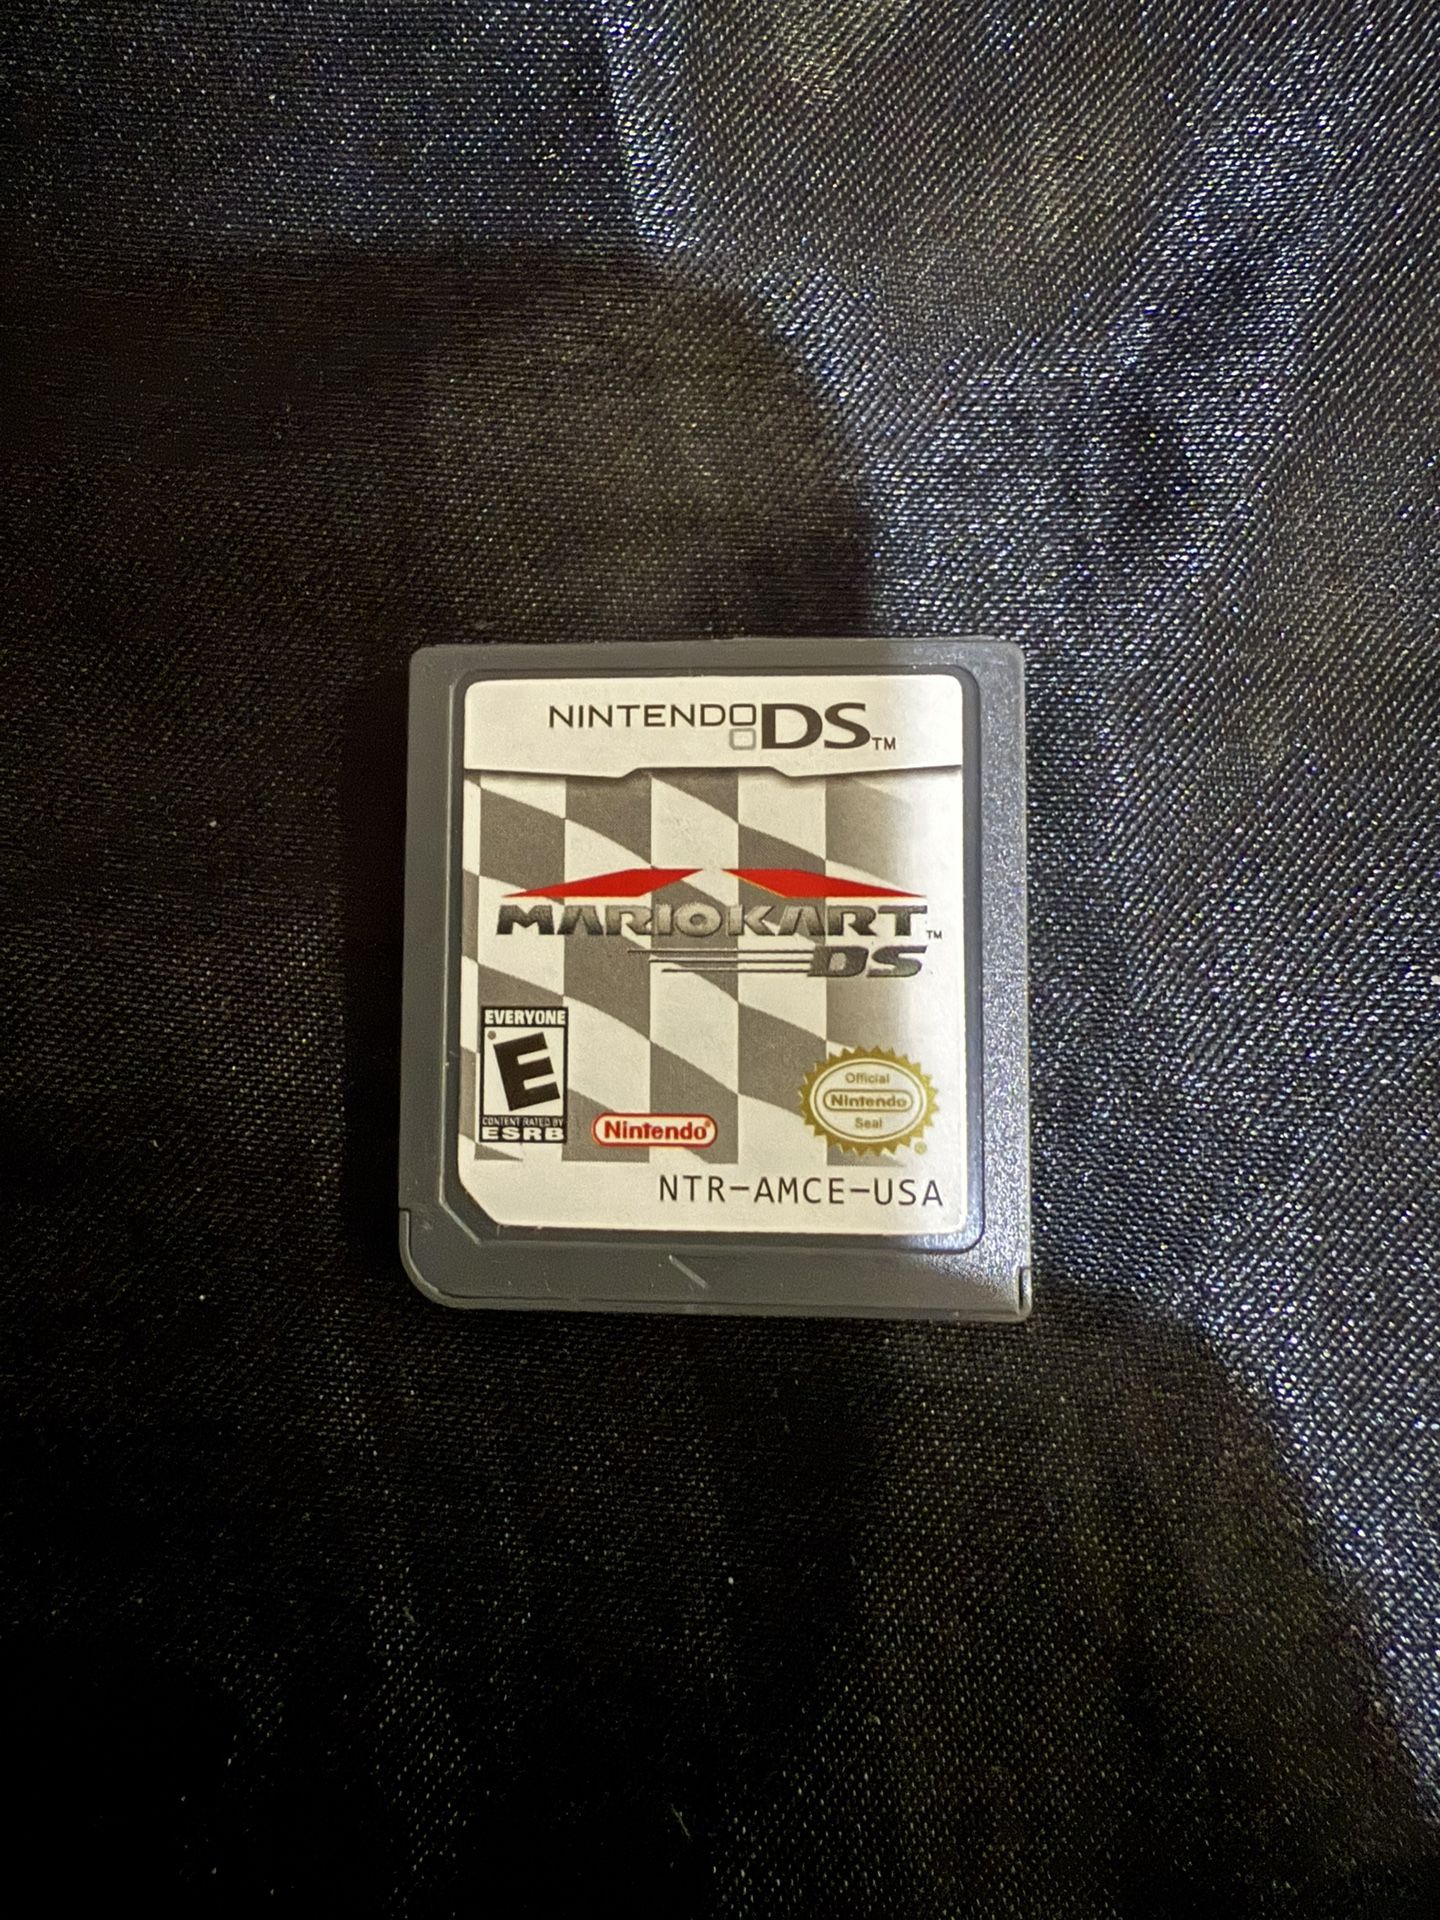 NINTENDO DS™
MARIOKART™
DS
EVERYONE
E
CONTENT RATED BY
ESRB
Nintendo®
Official
Nintendo
Seal
®
NTR-AMCE-USA